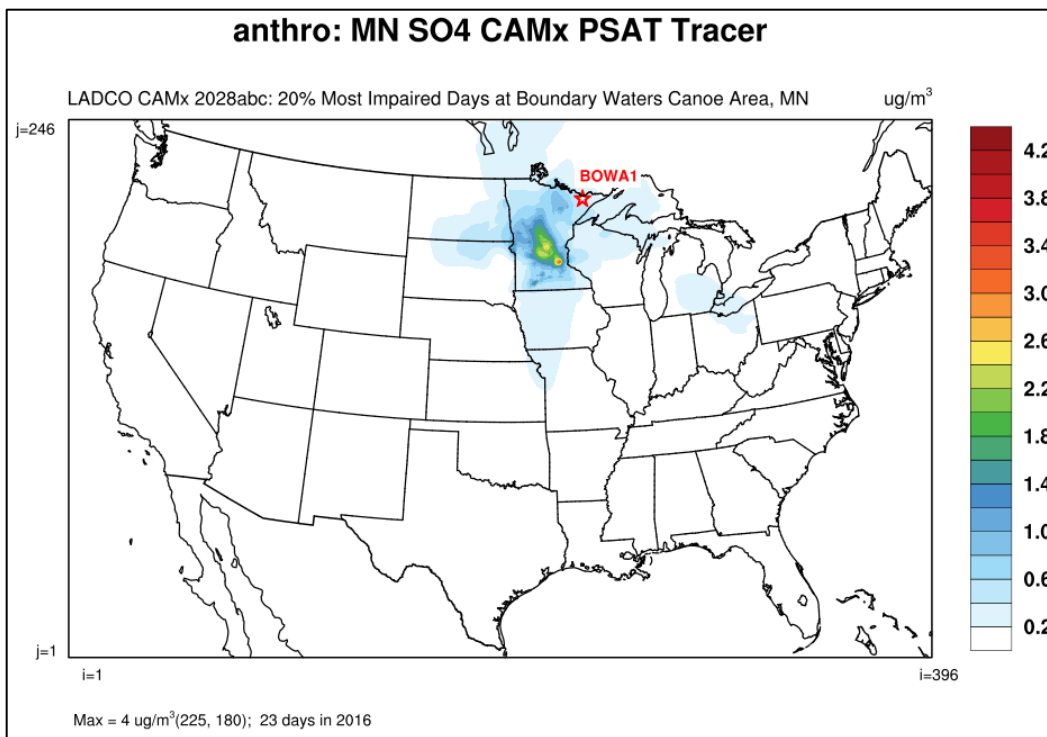 anthro: MN SO4 CAMx PSAT Tracer
LADCO CAMx 2028abc: 20% Most Impaired Days at Boundary Waters Canoe Area, MN ug/m³
j=246
BOWA1
4.2
3.8
3.4
3.0
2.6
2.2
1.8
1.4
1.0
0.6
0.2
j=1
i=1 i=396
Max = 4 ug/m³(225, 180); 23 days in 2016